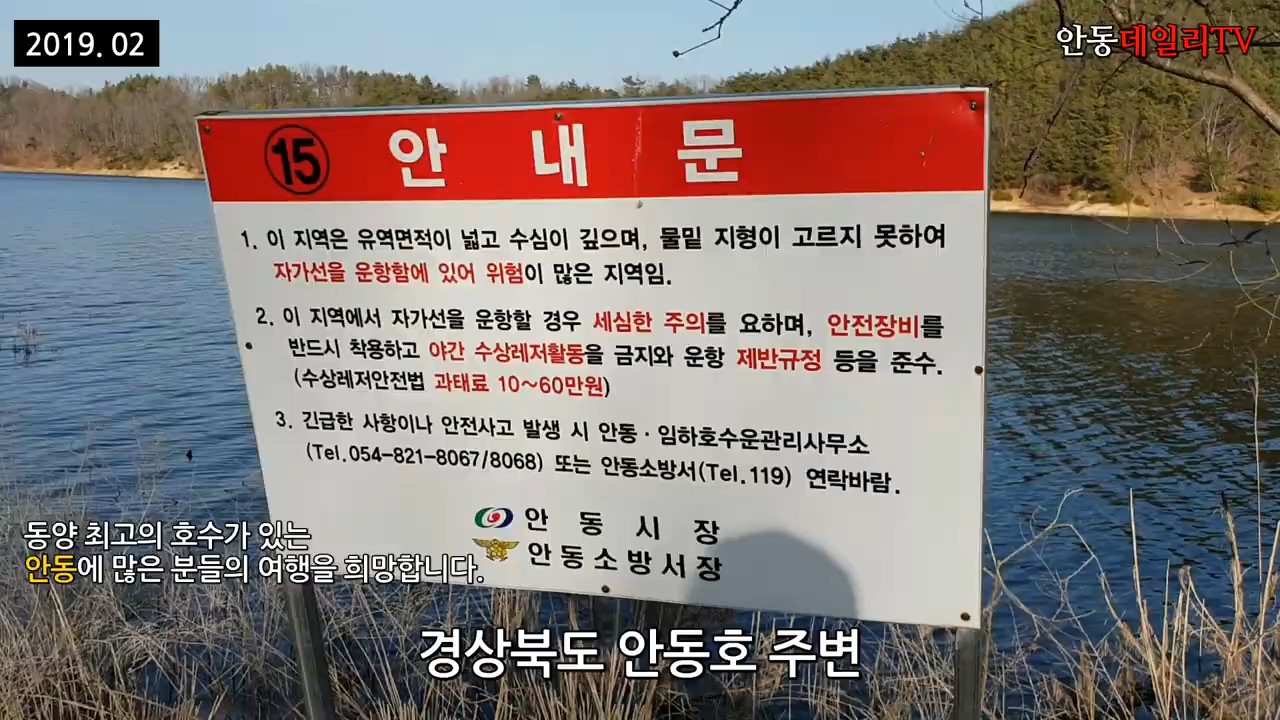 2019. 02
안동데일리TV
15 안 내 문
1. 이 지역은 유역면적이 넓고 수심이 깊으며, 물밑 지형이 고르지 못하여
자가선을 운항함에 있어 위험이 많은 지역임.
2. 이 지역에서 자가선을 운항할 경우 세심한 주의를 요하며, 안전장비를
반드시 착용하고 야간 수상레저활동을 금지와 운항 제반규정 등을 준수.
(수상레저안전법 과태료 10~60만원)
3. 긴급한 사항이나 안전사고 발생 시 안동·임하호수운관리사무소
(Tel.054-821-8067/8068) 또는 안동소방서(Tel.119) 연락바람.
안 동 시 장
안동소방서장
동양 최고의 호수가 있는
안동에 많은 분들의 여행을 희망합니다.
경상북도 안동호 주변